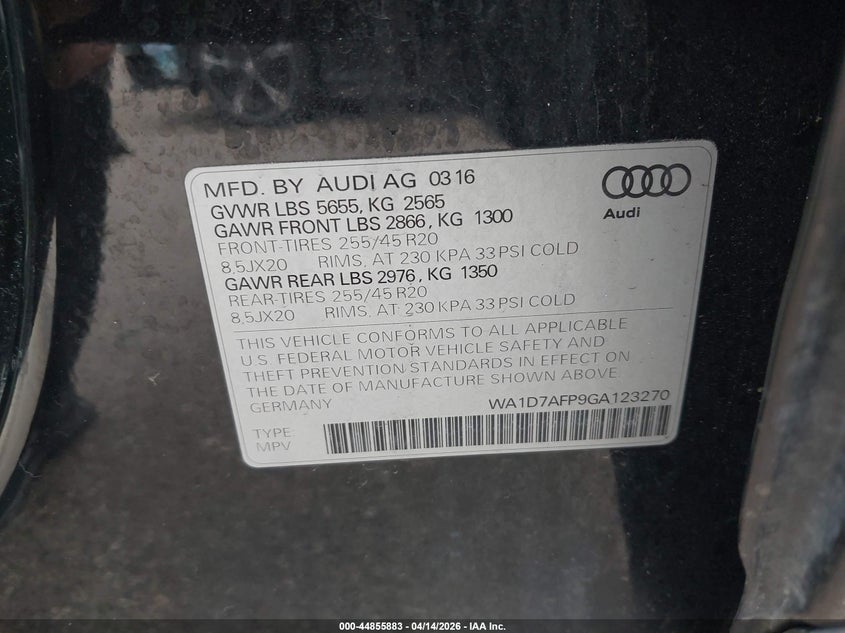 MFD. BY AUDI AG 0316
GVWR LBS 5655, KG 2565
GAWR FRONT LBS 2866, KG 1300
FRONT-TIRES 255/45 R20
8,5JX20 RIMS, AT 230 KPA 33 PSI COLD
GAWR REAR LBS 2976, KG 1350
REAR-TIRES 255/45 R20
8,5JX20 RIMS, AT 230 KPA 33 PSI COLD
Audi
THIS VEHICLE CONFORMS TO ALL APPLICABLE
U.S. FEDERAL MOTOR VEHICLE SAFETY AND
THEFT PREVENTION STANDARDS IN EFFECT ON
THE DATE OF MANUFACTURE SHOWN ABOVE
GERMANY WA1D7AFP9GA123270
TYPE:
MPV
000-44855883 - 04/14/2026 - IAA Inc.